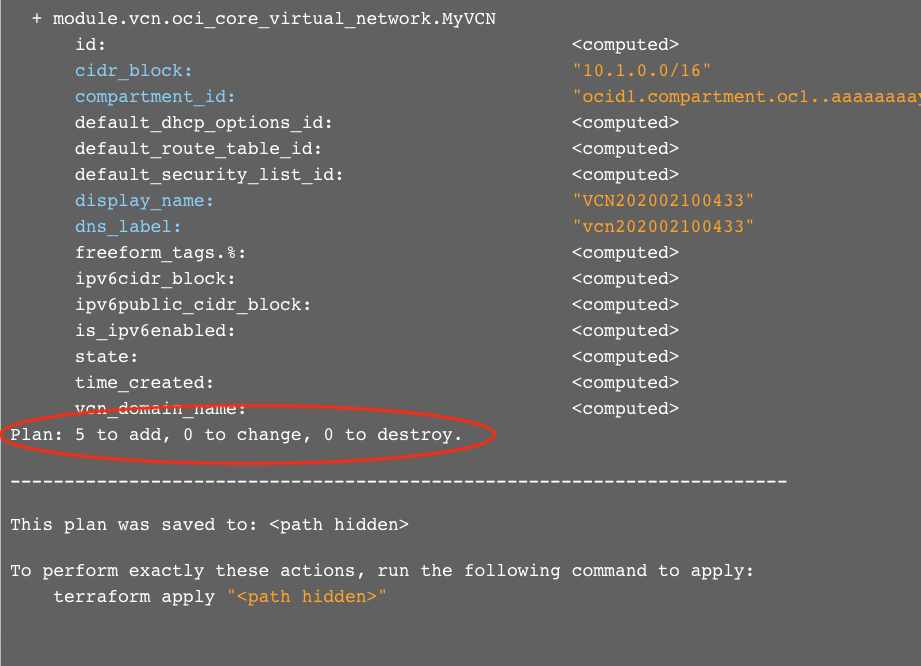 + module.vcn.oci_core_virtual_network.MyVCN
id: <computed>
cidr_block: "10.1.0.0/16"
compartment_id: "ocid1.compartment.oc1..aaaaaaaay
default_dhcp_options_id: <computed>
default_route_table_id: <computed>
default_security_list_id: <computed>
display_name: "VCN202002100433"
dns_label: "vcn202002100433"
freeform_tags.%: <computed>
ipv6cidr_block: <computed>
ipv6public_cidr_block: <computed>
is_ipv6enabled: <computed>
state: <computed>
time_created: <computed>
vcn_domain_name: <computed>
Plan: 5 to add, 0 to change, 0 to destroy.
------------------------------------------------------------------------
This plan was saved to: <path hidden>
To perform exactly these actions, run the following command to apply:
terraform apply "<path hidden>"